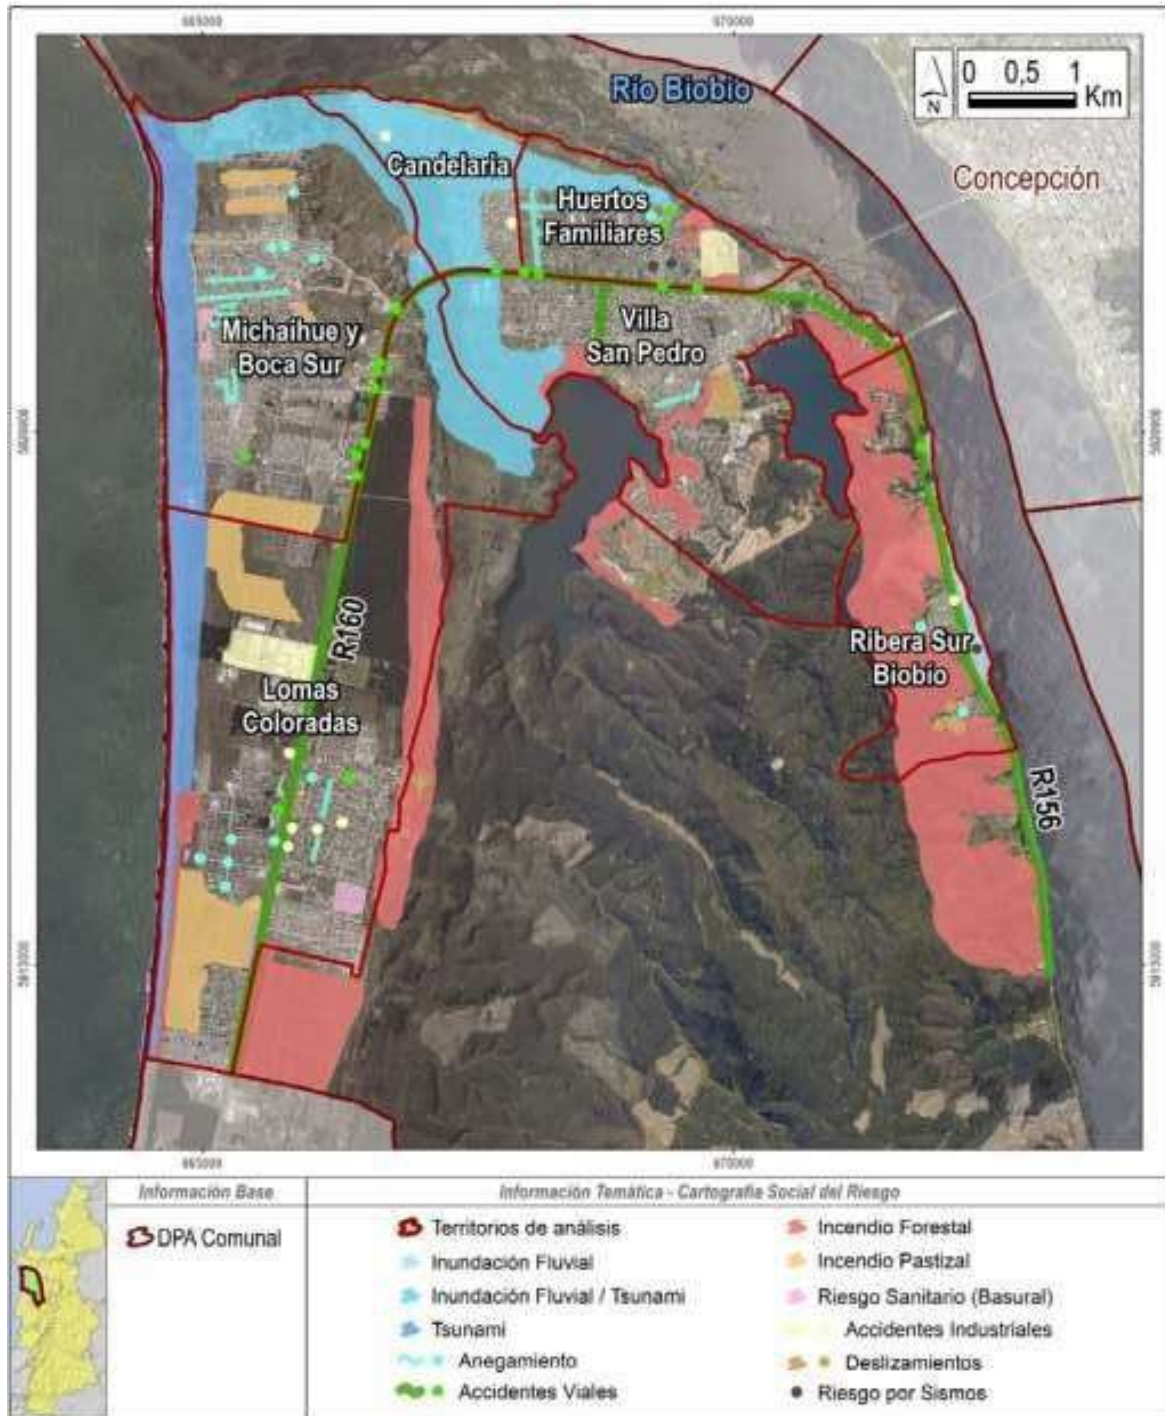 665000
670000
Río Biobío
0 0,5 1
Km
N
Concepción
Candelaria
Huertos
Familiares
Michaihue y
Boca Sur
Villa
San Pedro
R160
Ribera Sur
Biobío
Lomas
Coloradas
R156
665000
670000
Información Base
DPA Comunal
Información Temática - Cartografía Social del Riesgo
Territorios de análisis
Inundación Fluvial
Inundación Fluvial / Tsunami
Tsunami
Anegamiento
Accidentes Viales
Incendio Forestal
Incendio Pastizal
Riesgo Sanitario (Basural)
Accidentes Industriales
Deslizamientos
Riesgo por Sismos